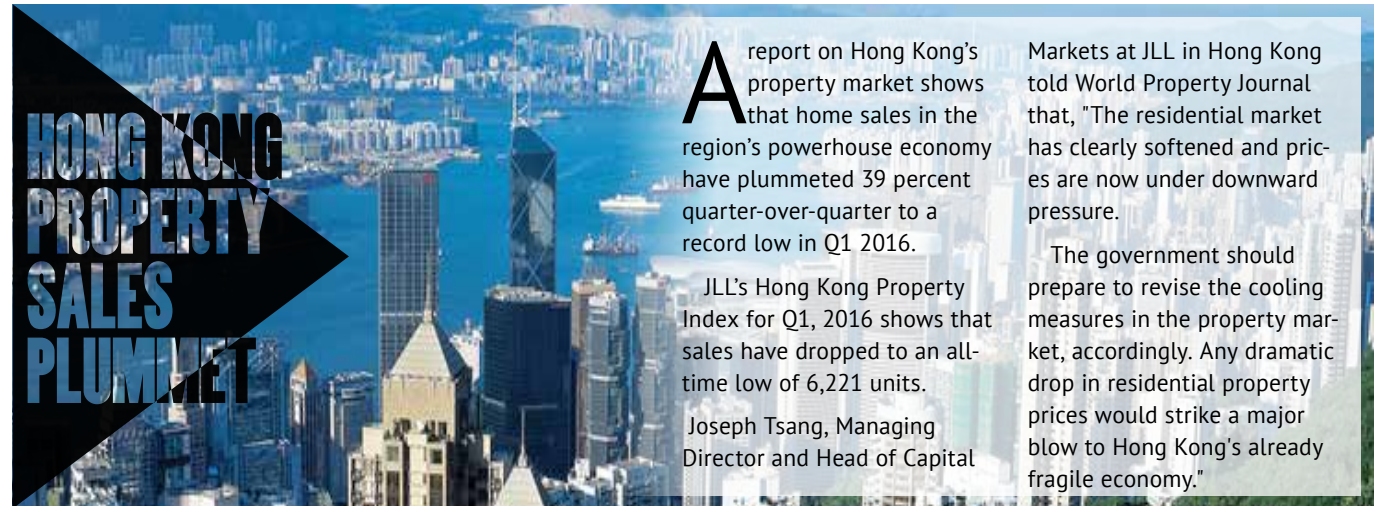 HONG KONG
PROPERTY
SALES
PLUMMET
A report on Hong Kong’s
property market shows
that home sales in the
region’s powerhouse economy
have plummeted 39 percent
quarter-over-quarter to a
record low in Q1 2016.
JLL’s Hong Kong Property
Index for Q1, 2016 shows that
sales have dropped to an all-
time low of 6,221 units.
Joseph Tsang, Managing
Director and Head of Capital
Markets at JLL in Hong Kong
told World Property Journal
that, "The residential market
has clearly softened and pric-
es are now under downward
pressure.
The government should
prepare to revise the cooling
measures in the property mar-
ket, accordingly. Any dramatic
drop in residential property
prices would strike a major
blow to Hong Kong's already
fragile economy."